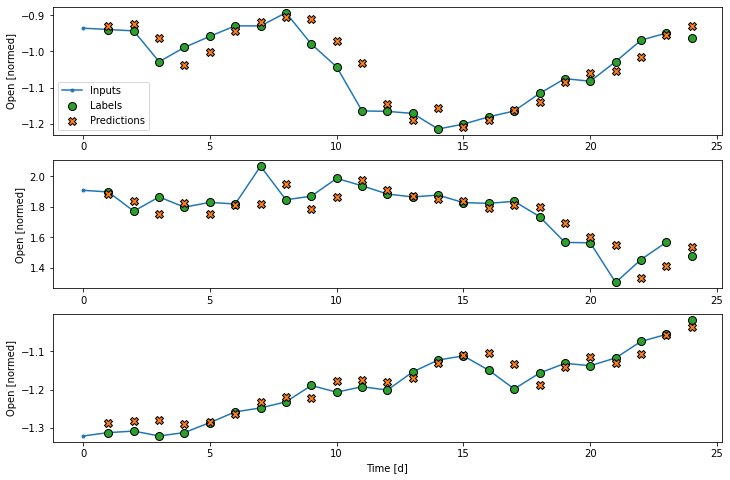 Open [normed]
−0.9
−1.0
−1.1
−1.2
Inputs
Labels
Predictions
0 5 10 15 20 25
Open [normed]
2.0
1.8
1.6
1.4
0 5 10 15 20 25
Open [normed]
−1.1
−1.2
−1.3
0 5 10 15 20 25
Time [d]